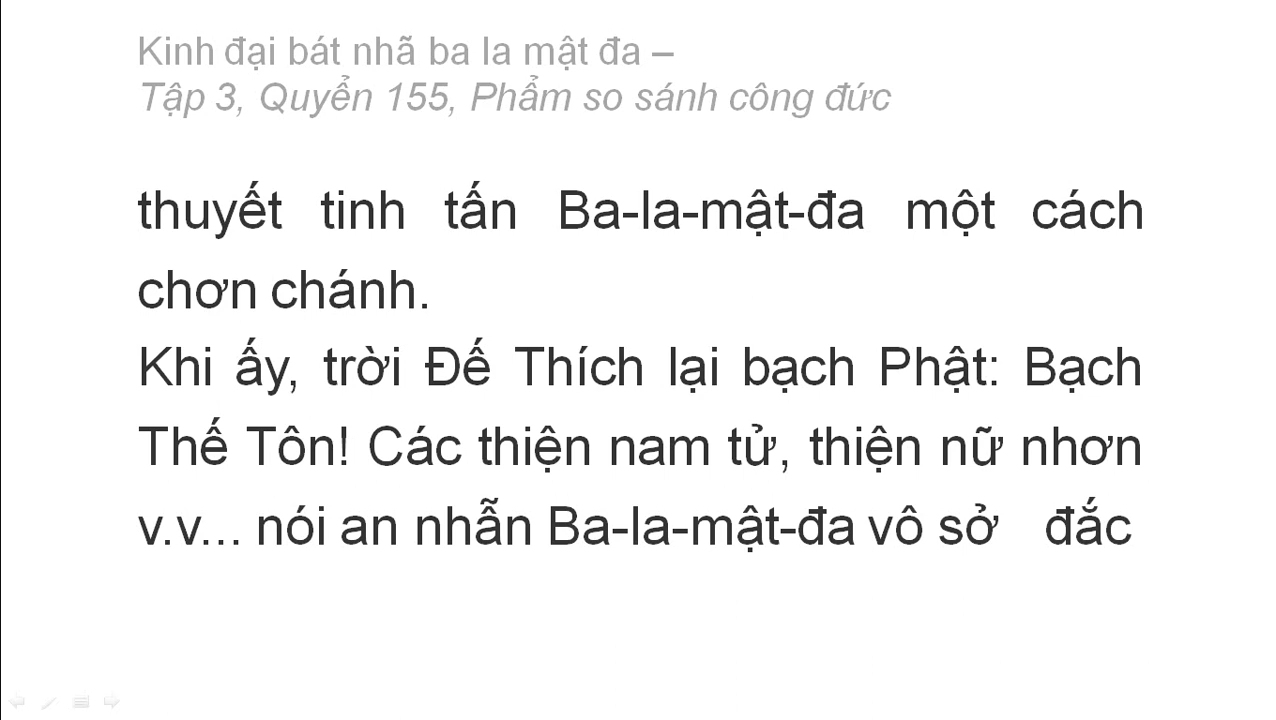 Kinh đại bát nhã ba la mật đa –
Tập 3, Quyển 155, Phẩm so sánh công đức
thuyết tinh tấn Ba-la-mật-đa một cách
chơn chánh.
Khi ấy, trời Đế Thích lại bạch Phật: Bạch
Thế Tôn! Các thiện nam tử, thiện nữ nhơn
v.v... nói an nhẫn Ba-la-mật-đa vô sở đắc